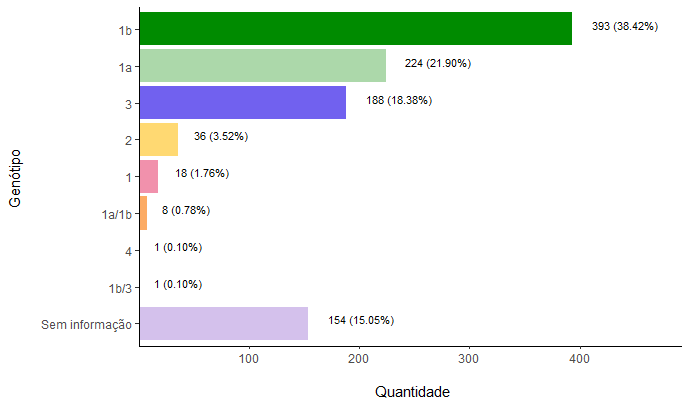 Genótipo
1b
393 (38.42%)
1a
224 (21.90%)
3
188 (18.38%)
2
36 (3.52%)
1
18 (1.76%)
1a/1b
8 (0.78%)
4
1 (0.10%)
1b/3
1 (0.10%)
Sem informação
154 (15.05%)
100 200 300 400
Quantidade